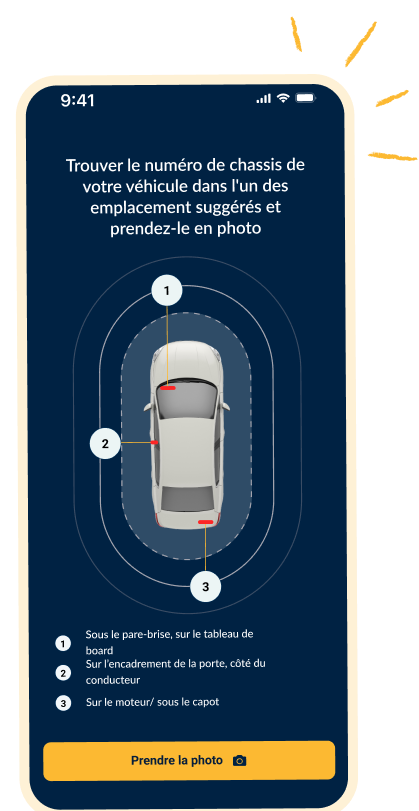 9:41
Trouver le numéro de chassis de
votre véhicule dans l'un des
emplacement suggérés et
prendez-le en photo
1
2
3
1 Sous le pare-brise, sur le tableau de
board
2 Sur l'encadrement de la porte, côté du
conducteur
3 Sur le moteur/ sous le capot
Prendre la photo